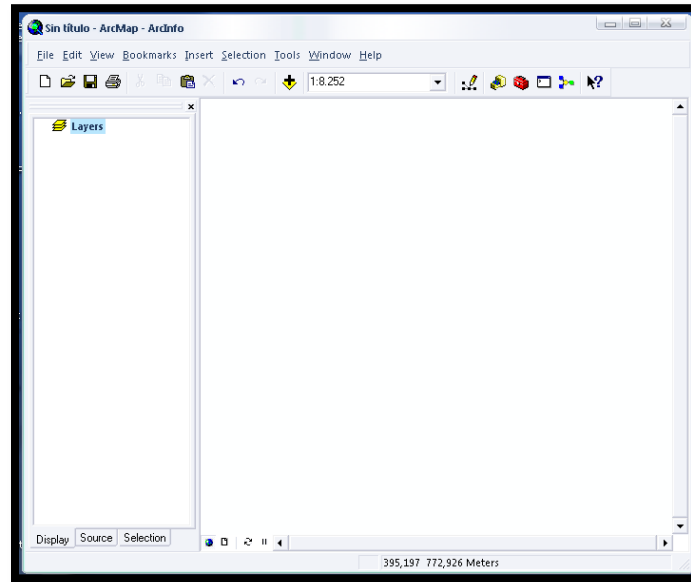 Sin título - ArcMap - ArcInfo
File Edit View Bookmarks Insert Selection Tools Window Help
1:8.252
Layers
Display Source Selection
395,197 772,926 Meters